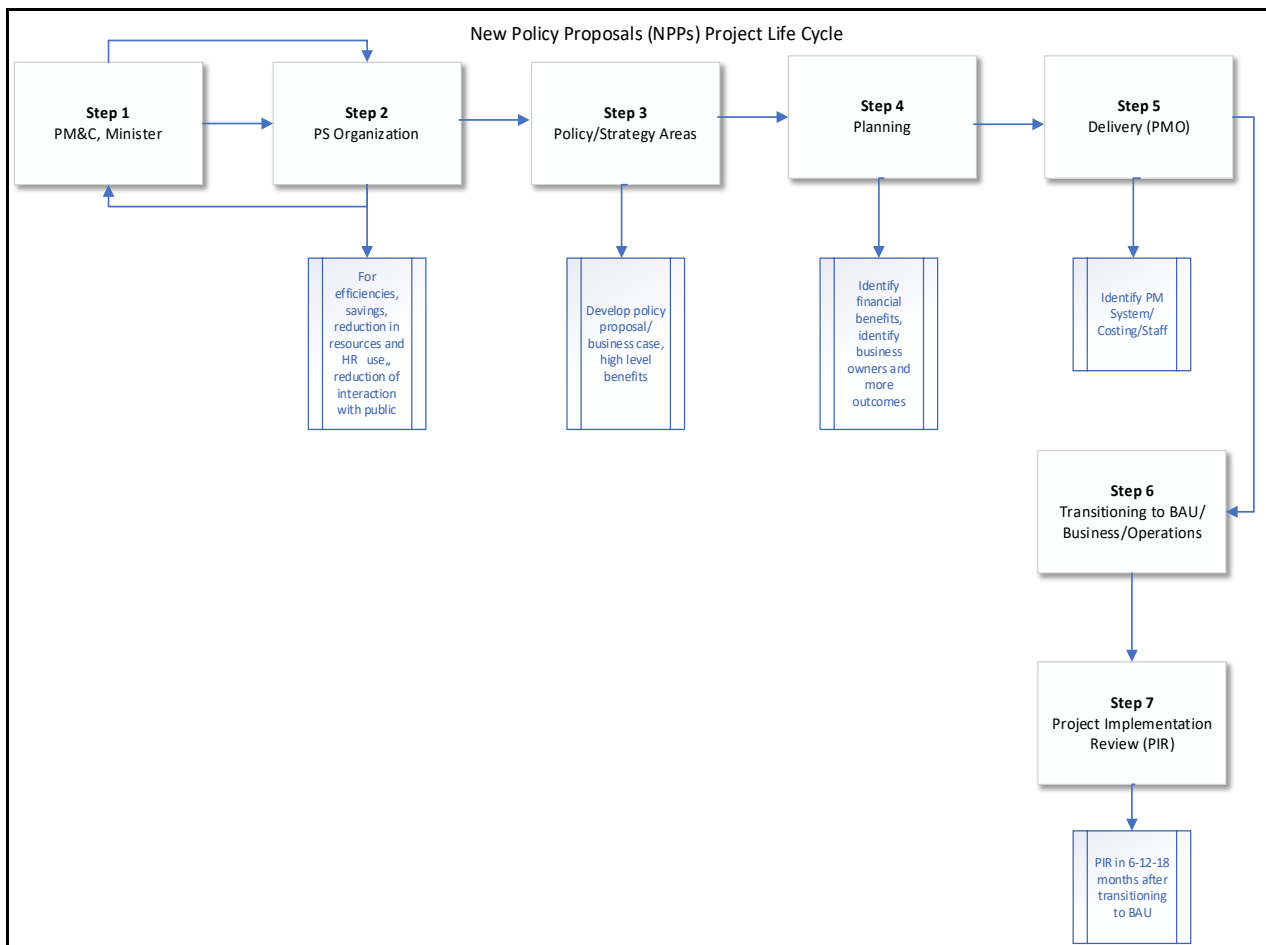 New Policy Proposals (NPPs) Project Life Cycle
Step 1
PM&C, Minister
Step 2
PS Organization
Step 3
Policy/Strategy Areas
Step 4
Planning
Step 5
Delivery (PMO)
For
efficiencies,
savings,
reduction in
resources and
HR use,,
reduction of
interaction
with public
Develop policy
proposal/
business case,
high level
benefits
Identify
financial
benefits,
identify
business
owners and
more
outcomes
Identify PM
System/
Costing/Staff
Step 6
Transitioning to BAU/
Business/Operations
Step 7
Project Implementation
Review (PIR)
PIR in 6-12-18
months after
transitioning
to BAU